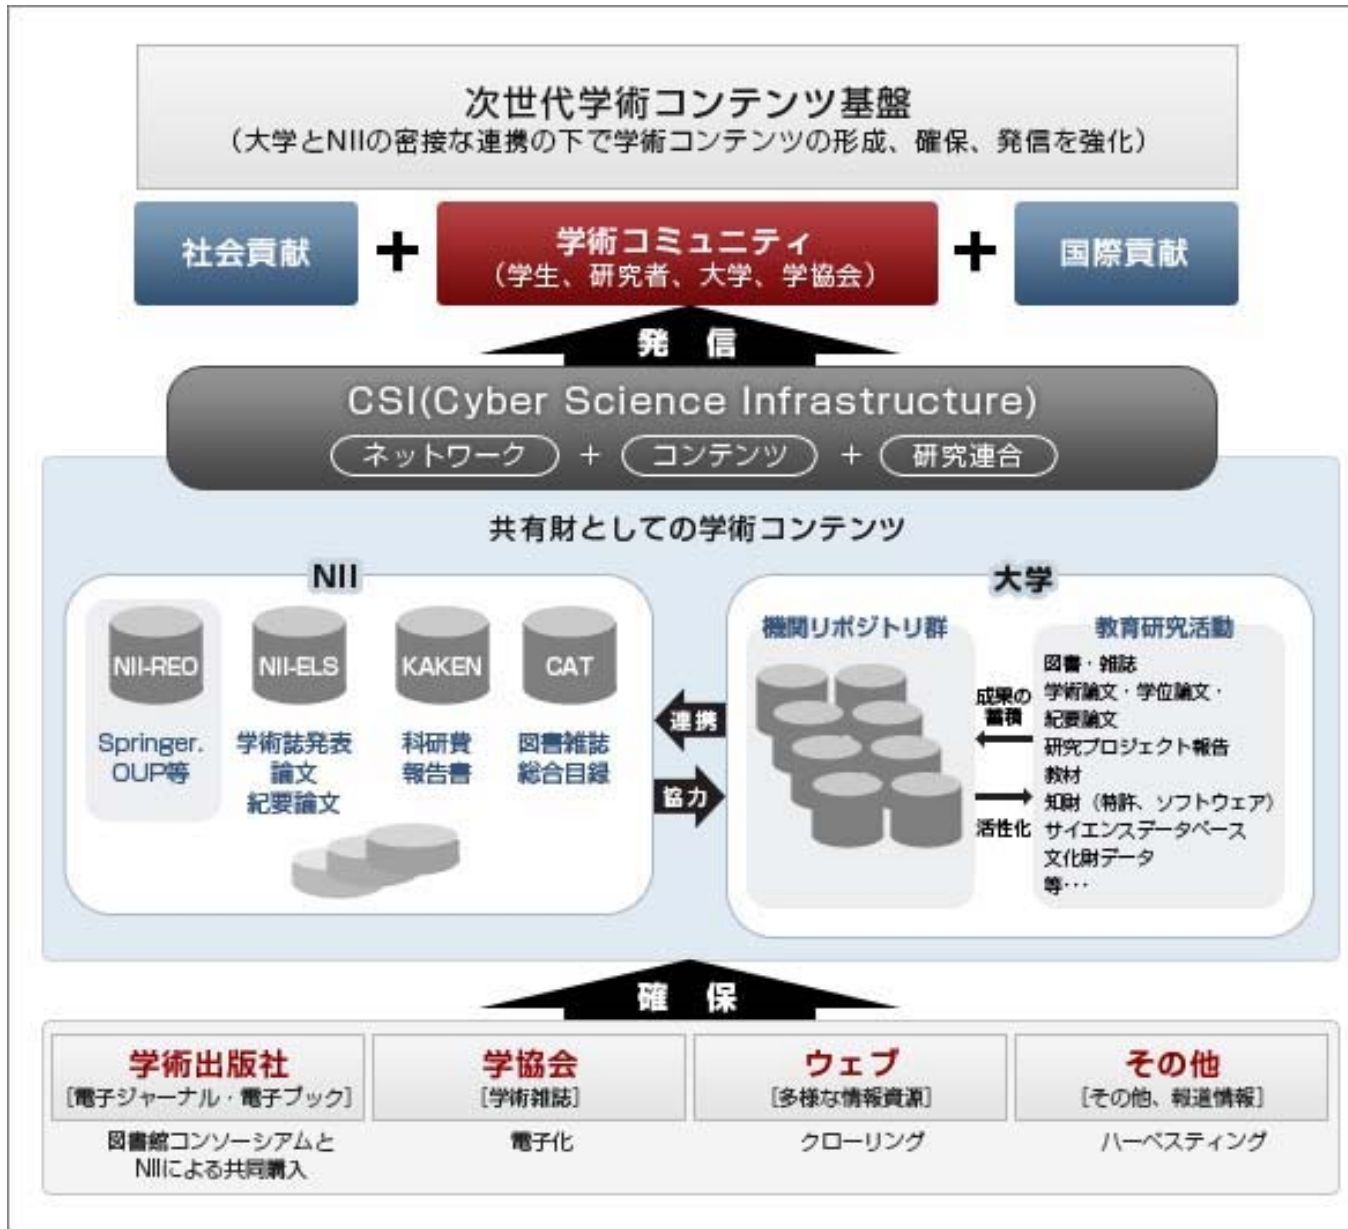 次世代学術コンテンツ基盤
（大学とNIIの密接な連携の下で学術コンテンツの形成、確保、発信を強化）
社会貢献
+
学術コミュニティ
（学生、研究者、大学、学協会）
+
国際貢献
発 信
CSI(Cyber Science Infrastructure)
ネットワーク + コンテンツ + 研究連合
共有財としての学術コンテンツ
NII
NII-REO
NII-ELS
KAKEN
CAT
Springer.
OUP等
学術誌発表
論文
紀要論文
科研費
報告書
図書雑誌
総合目録
連携
協力
大学
機関リポジトリ群
成果の
蓄積
活性化
教育研究活動
図書・雑誌
学術論文・学位論文・
紀要論文
研究プロジェクト報告
教材
知財（特許、ソフトウェア）
サイエンスデータベース
文化財データ
等･･･
確 保
学術出版社
[電子ジャーナル・電子ブック]
図書館コンソーシアムと
NIIによる共同購入
学協会
[学術雑誌]
電子化
ウェブ
[多様な情報資源]
クローリング
その他
[その他、報道情報]
ハーベスティング